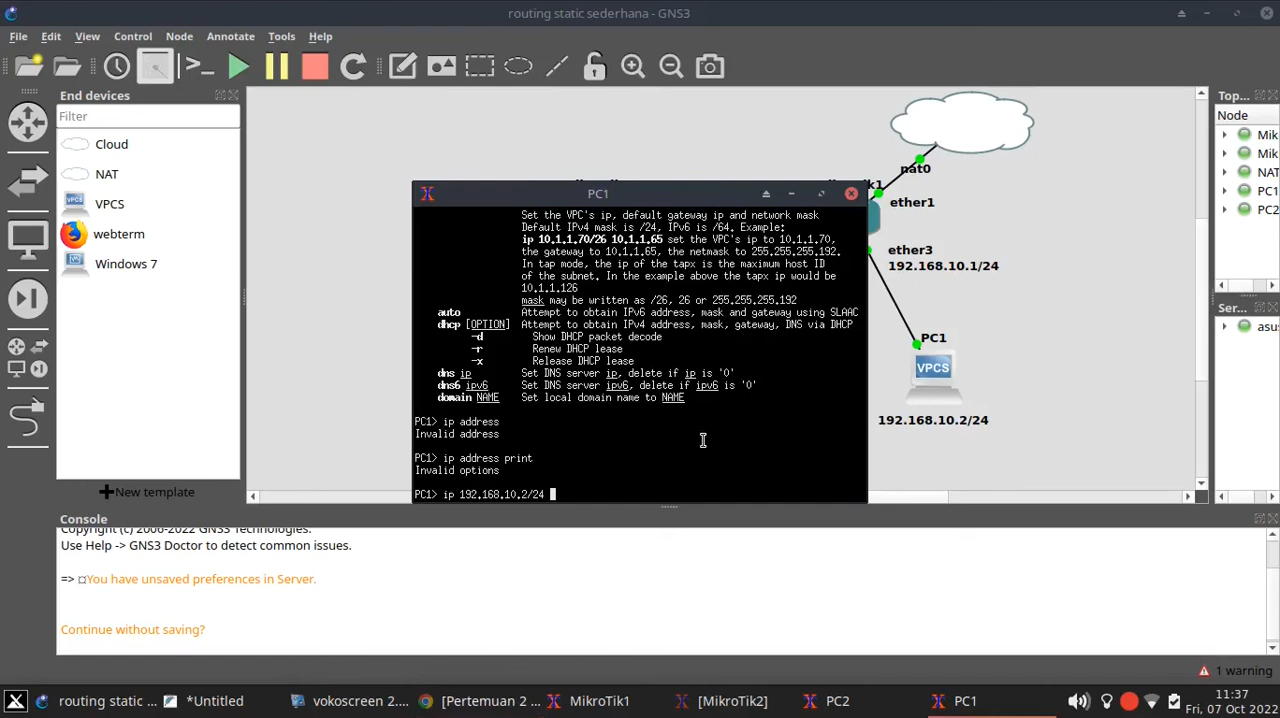 routing static sederhana - GNS3
File Edit View Control Node Annotate Tools Help
End devices
Filter
Cloud
NAT
VPCS
webterm
Windows 7
New template
nat0
ether1
ether3
192.168.10.1/24
PC1
VPCS
192.168.10.2/24
PC1
Set the VPC's ip, default gateway ip and network mask
Default IPv4 mask is /24, IPv6 is /64. Example:
ip 10.1.1.70/26 10.1.1.65 set the VPC's ip to 10.1.1.70,
the gateway to 10.1.1.65, the netmask to 255.255.255.192.
In tap mode, the ip of the tapx is the maximum host ID
of the subnet. In the example above the tapx ip would be
10.1.1.126
mask may be written as /26, 26 or 255.255.255.192
auto Attempt to obtain IPv6 address, mask and gateway using SLAAC
dhcp [OPTION] Attempt to obtain IPv4 address, mask, gateway, DNS via DHCP
-d Show DHCP packet decode
-r Renew DHCP lease
-x Release DHCP lease
dns ip Set DNS server ip, delete if ip is '0'
dns6 ipv6 Set DNS server ipv6, delete if ipv6 is '0'
domain NAME Set local domain name to NAME
PC1> ip address
Invalid address
PC1> ip address print
Invalid options
PC1> ip 192.168.10.2/24
Top...
Node
Mik
Mik
NAT
PC1
PC2
Ser...
asus
Console
Copyright (c) 2006-2022 GNS3 Technologies.
Use Help -> GNS3 Doctor to detect common issues.
=> You have unsaved preferences in Server.
Continue without saving?
1 warning
routing static ... *Untitled vokoscreen 2.... [Pertemuan 2 ... MikroTik1 [MikroTik2] PC2 PC1
11:37
Fri, 07 Oct 2022